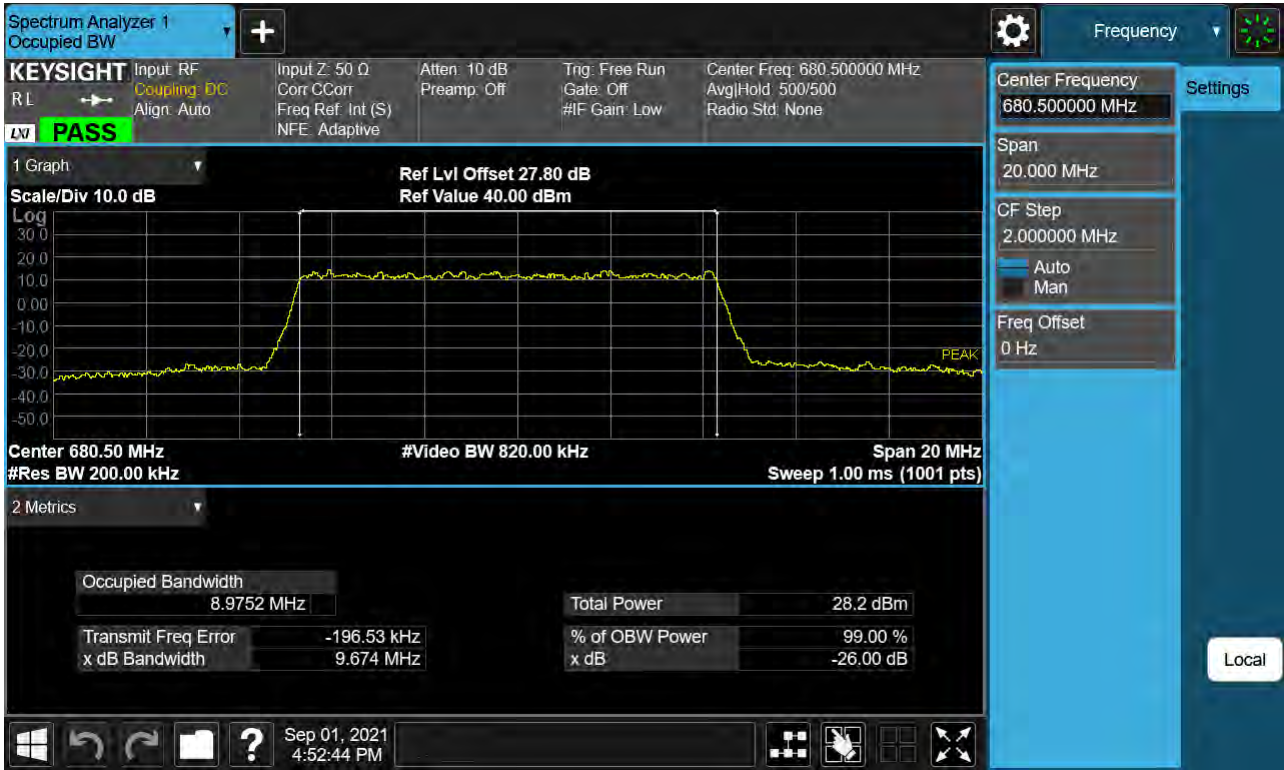 Spectrum Analyzer 1
Occupied BW
Frequency
KEYSIGHT
R L
LXI PASS
Input: RF
Coupling: DC
Align: Auto
Input Z: 50 Ω
Corr CCorr
Freq Ref: Int (S)
NFE: Adaptive
Atten: 10 dB
Preamp: Off
Trig: Free Run
Gate: Off
#IF Gain: Low
Center Freq: 680.500000 MHz
Avg|Hold: 500/500
Radio Std: None
1 Graph
Scale/Div 10.0 dB
Ref Lvl Offset 27.80 dB
Ref Value 40.00 dBm
Log
30.0
20.0
10.0
0.00
-10.0
-20.0
-30.0
-40.0
-50.0
PEAK
Center 680.50 MHz
#Video BW 820.00 kHz
Span 20 MHz
#Res BW 200.00 kHz
Sweep 1.00 ms (1001 pts)
2 Metrics
Occupied Bandwidth
8.9752 MHz
Transmit Freq Error -196.53 kHz
x dB Bandwidth 9.674 MHz
Total Power 28.2 dBm
% of OBW Power 99.00 %
x dB -26.00 dB
Center Frequency
680.500000 MHz
Settings
Span
20.000 MHz
CF Step
2.000000 MHz
Auto
Man
Freq Offset
0 Hz
Local
?
Sep 01, 2021
4:52:44 PM